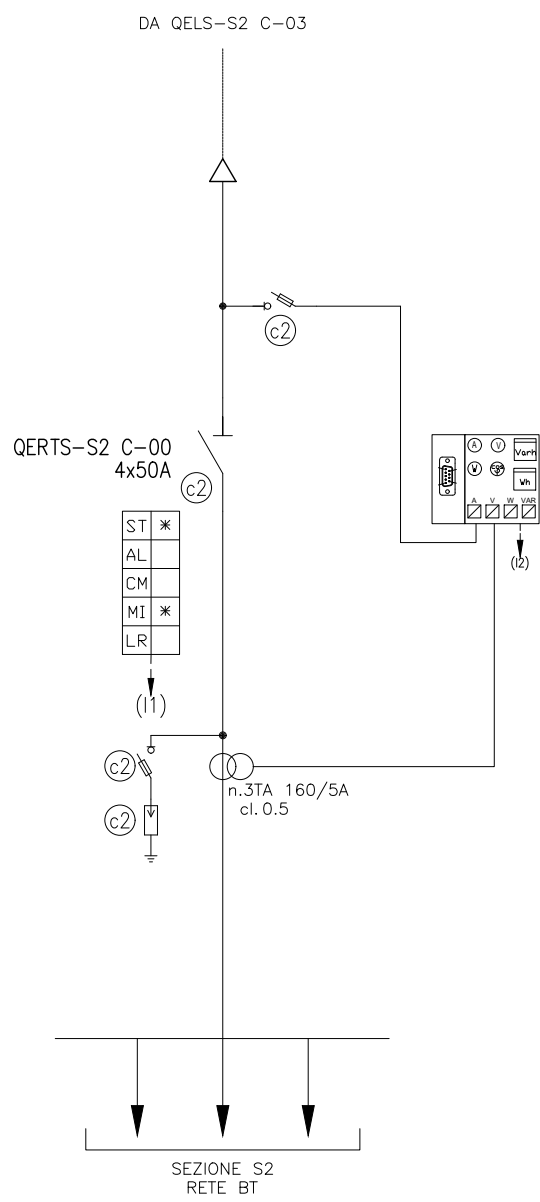 DA QELS-S2 C-03
c2
QERTS-S2 C-00
4x50A
c2
A V Varh
W cosφ Wh
A V W VAR
(I2)
ST *
AL
CM
MI *
LR
(I1)
c2
n.3TA 160/5A
cl.0.5
c2
SEZIONE S2
RETE BT